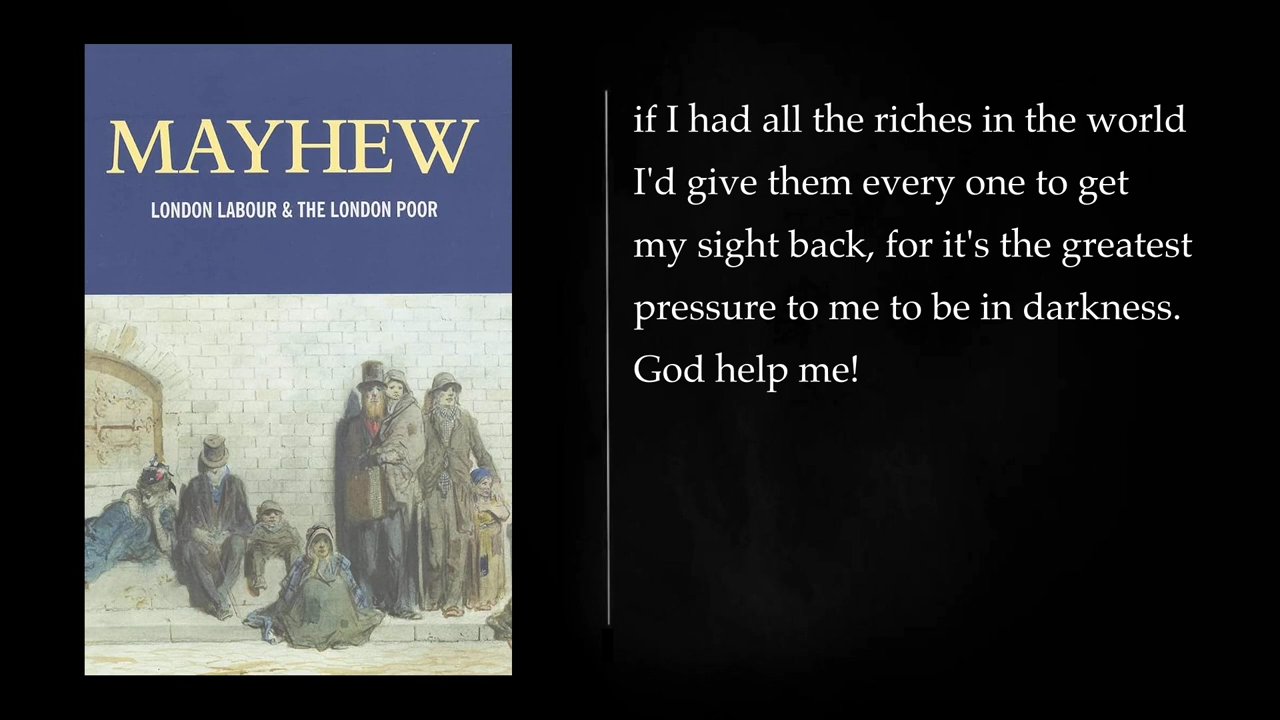 MAYHEW
LONDON LABOUR & THE LONDON POOR
if I had all the riches in the world
I'd give them every one to get
my sight back, for it's the greatest
pressure to me to be in darkness.
God help me!